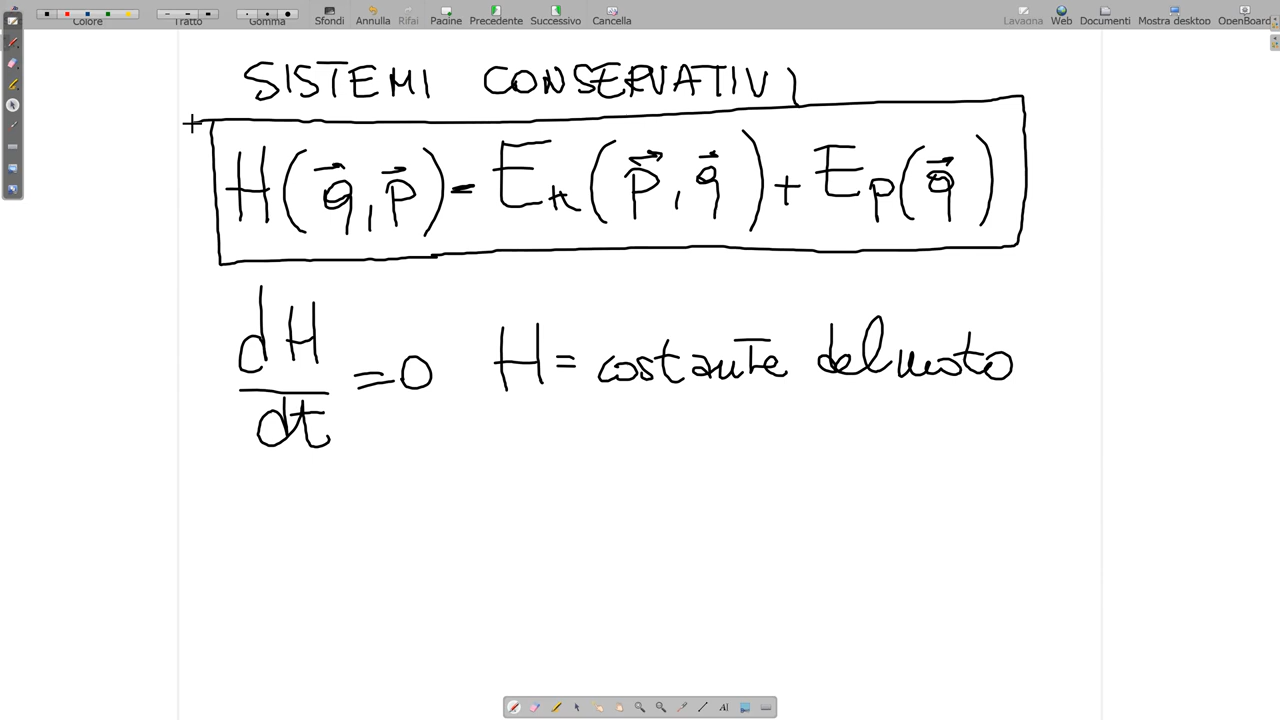 Colore Tratto Gomma Sfondi Annulla Rifai Pagine Precedente Successivo Cancella Lavagna Web Documenti Mostra desktop OpenBoard
SISTEMI CONSERVATIVI
H(q⃗,p⃗) = Eₖ(p⃗,q⃗) + Eₚ(q⃗)
dH/dt = 0 H = costante del moto